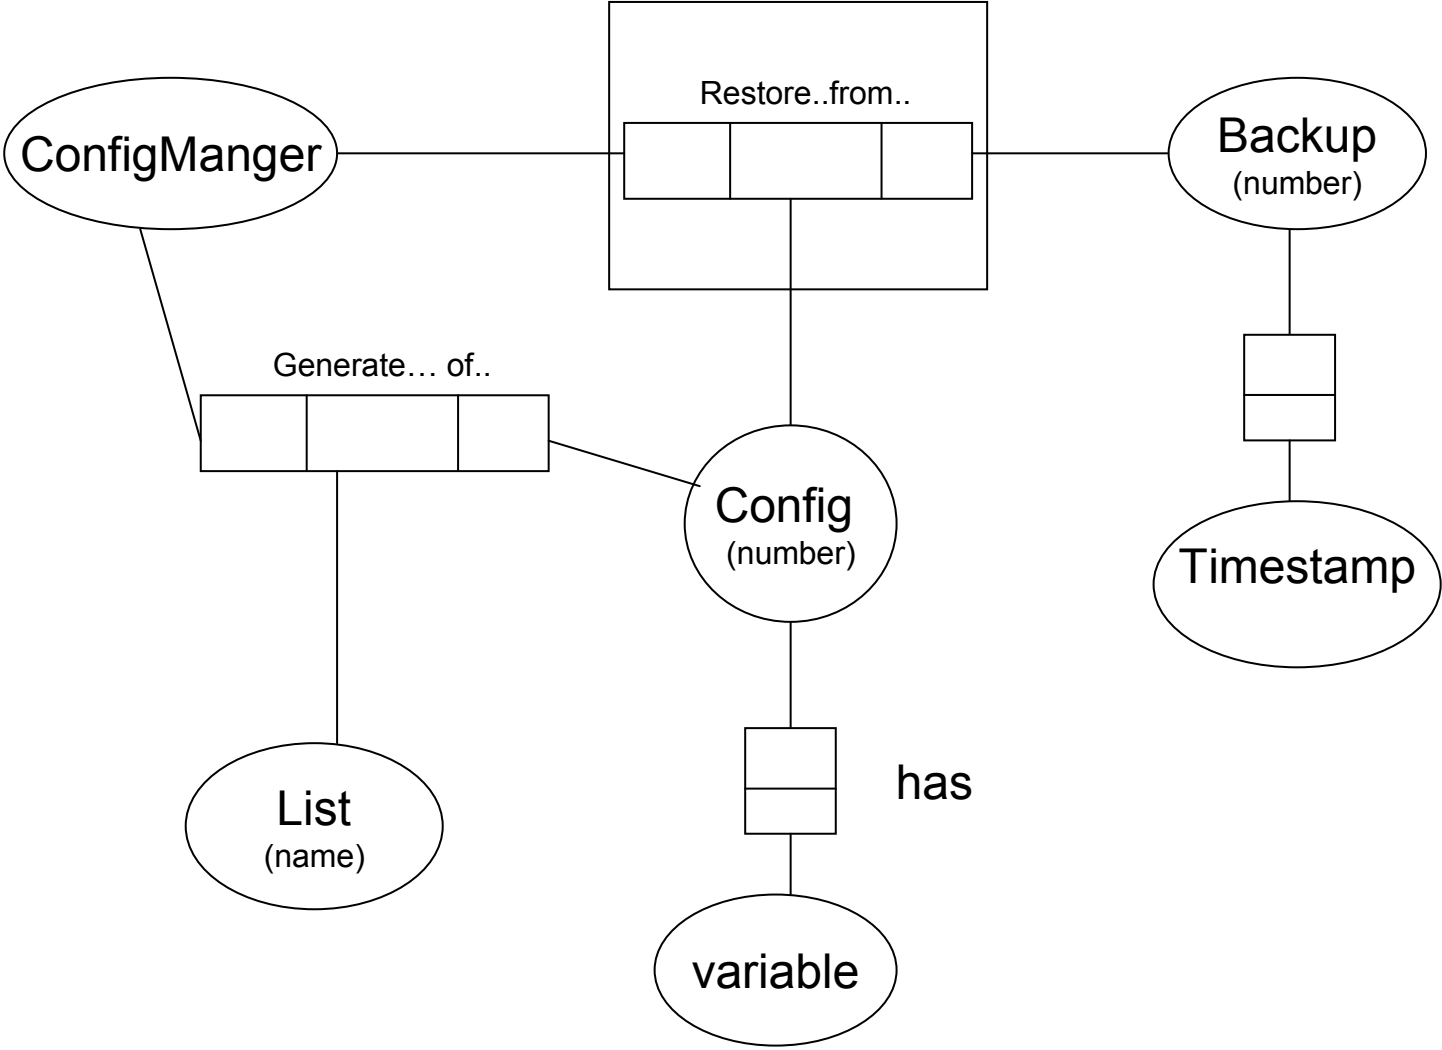 Restore..from..
ConfigManger
Backup
(number)
Generate… of..
Config
(number)
Timestamp
List
(name)
has
variable